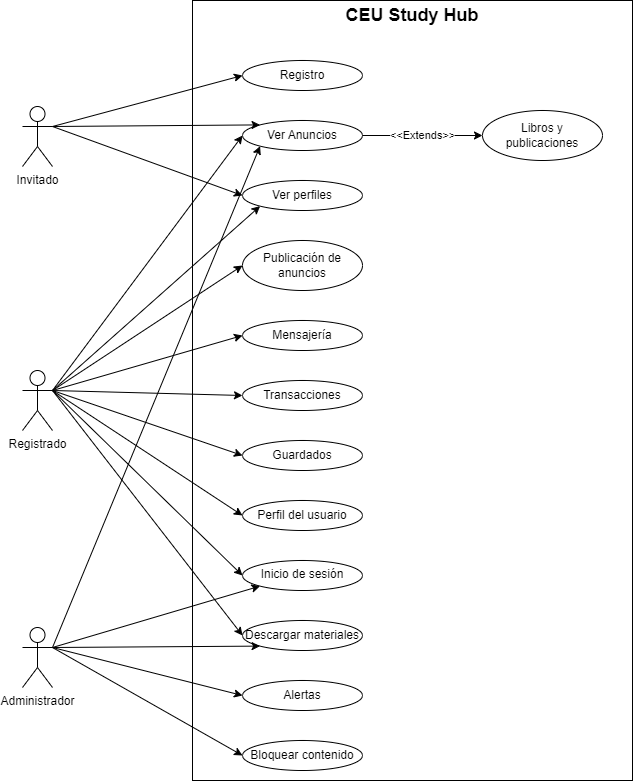 CEU Study Hub
Registro
Invitado
Ver Anuncios
<<Extends>>
Libros y
publicaciones
Ver perfiles
Publicación de
anuncios
Mensajería
Registrado
Transacciones
Guardados
Perfil del usuario
Inicio de sesión
Administrador
Descargar materiales
Alertas
Bloquear contenido